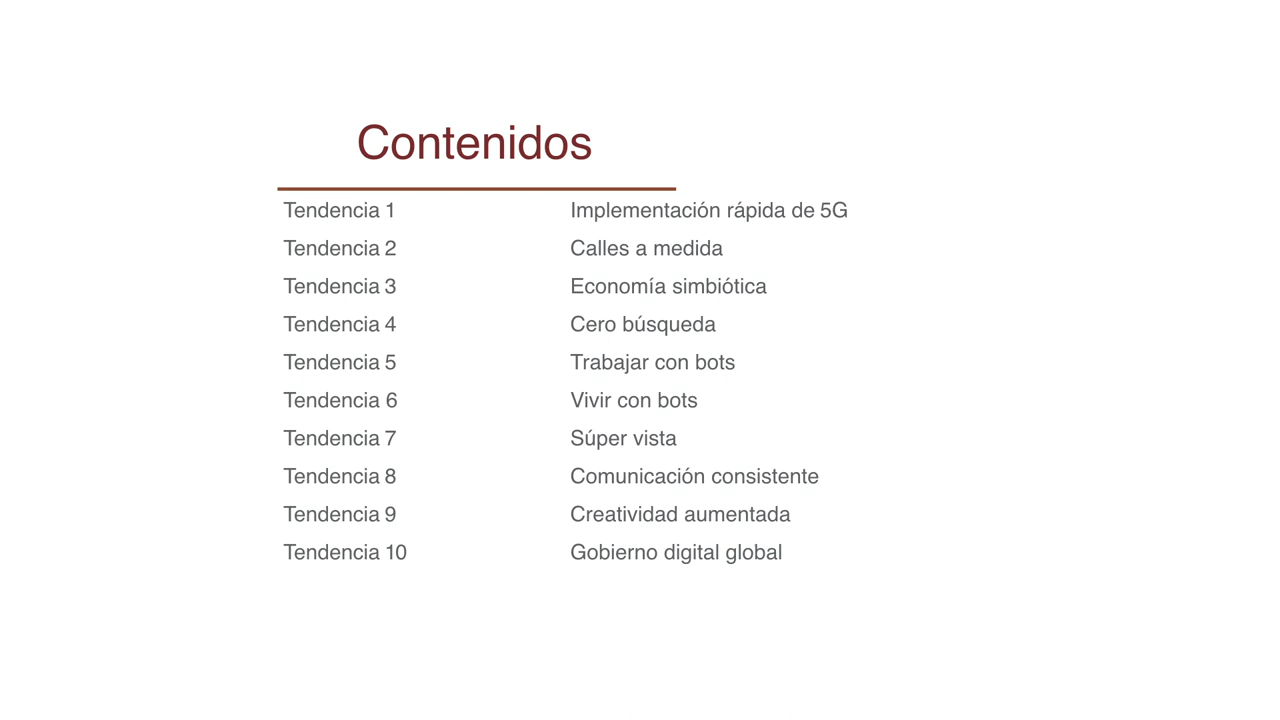 Contenidos
Tendencia 1 Implementación rápida de 5G
Tendencia 2 Calles a medida
Tendencia 3 Economía simbiótica
Tendencia 4 Cero búsqueda
Tendencia 5 Trabajar con bots
Tendencia 6 Vivir con bots
Tendencia 7 Súper vista
Tendencia 8 Comunicación consistente
Tendencia 9 Creatividad aumentada
Tendencia 10 Gobierno digital global